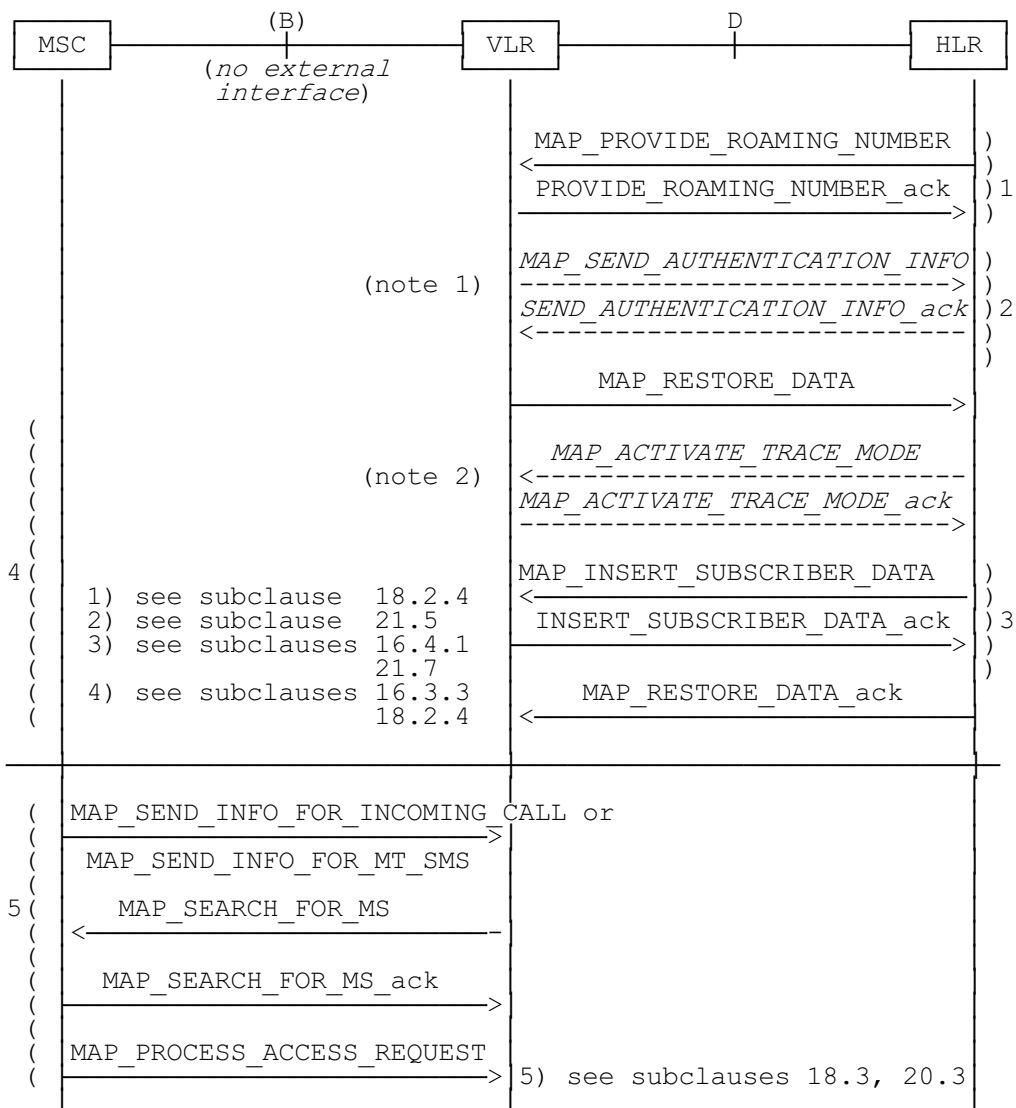 (B) D
MSC VLR HLR
(no external
interface)
MAP_PROVIDE_ROAMING_NUMBER
PROVIDE_ROAMING_NUMBER_ack 1
MAP_SEND_AUTHENTICATION_INFO
(note 1)
SEND_AUTHENTICATION_INFO_ack 2
MAP_RESTORE_DATA
MAP_ACTIVATE_TRACE_MODE
(note 2)
MAP_ACTIVATE_TRACE_MODE_ack
4 MAP_INSERT_SUBSCRIBER_DATA
1) see subclause 18.2.4
2) see subclause 21.5 INSERT_SUBSCRIBER_DATA_ack 3
3) see subclauses 16.4.1
21.7
4) see subclauses 16.3.3 MAP_RESTORE_DATA_ack
18.2.4
MAP_SEND_INFO_FOR_INCOMING_CALL or
MAP_SEND_INFO_FOR_MT_SMS
5 MAP_SEARCH_FOR_MS
MAP_SEARCH_FOR_MS_ack
MAP_PROCESS_ACCESS_REQUEST
5) see subclauses 18.3, 20.3